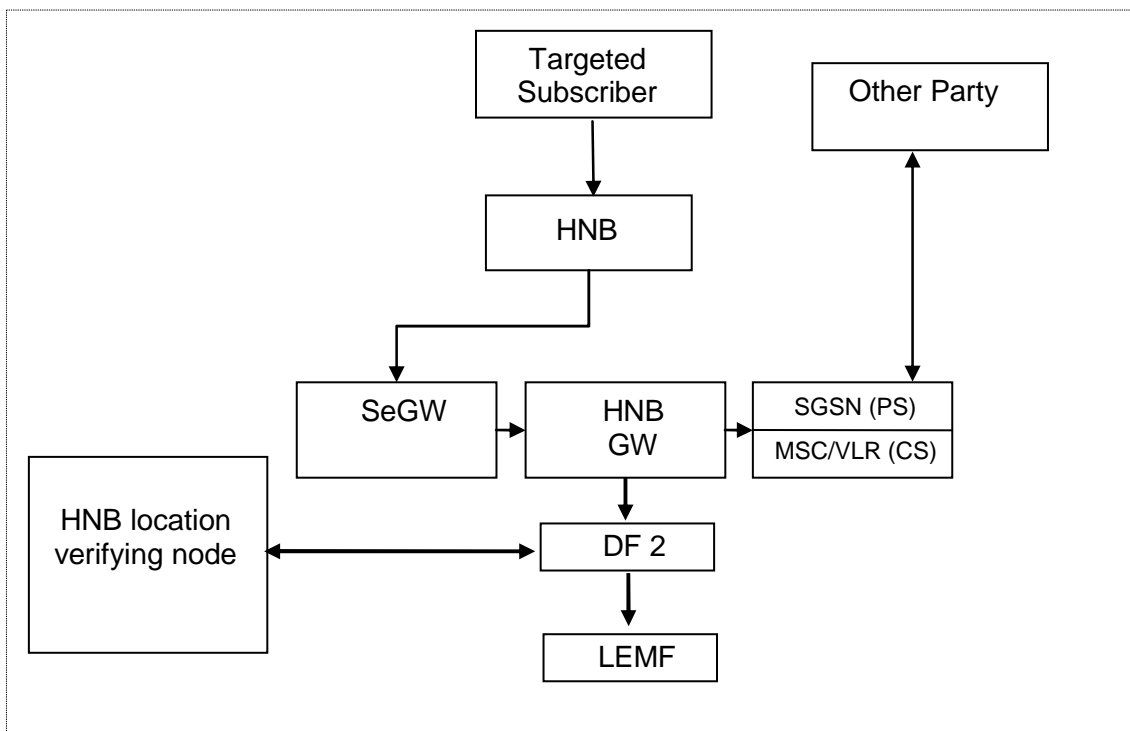 Targeted
Subscriber
Other Party
HNB
SeGW
HNB
GW
SGSN (PS)
MSC/VLR (CS)
HNB location
verifying node
DF 2
LEMF